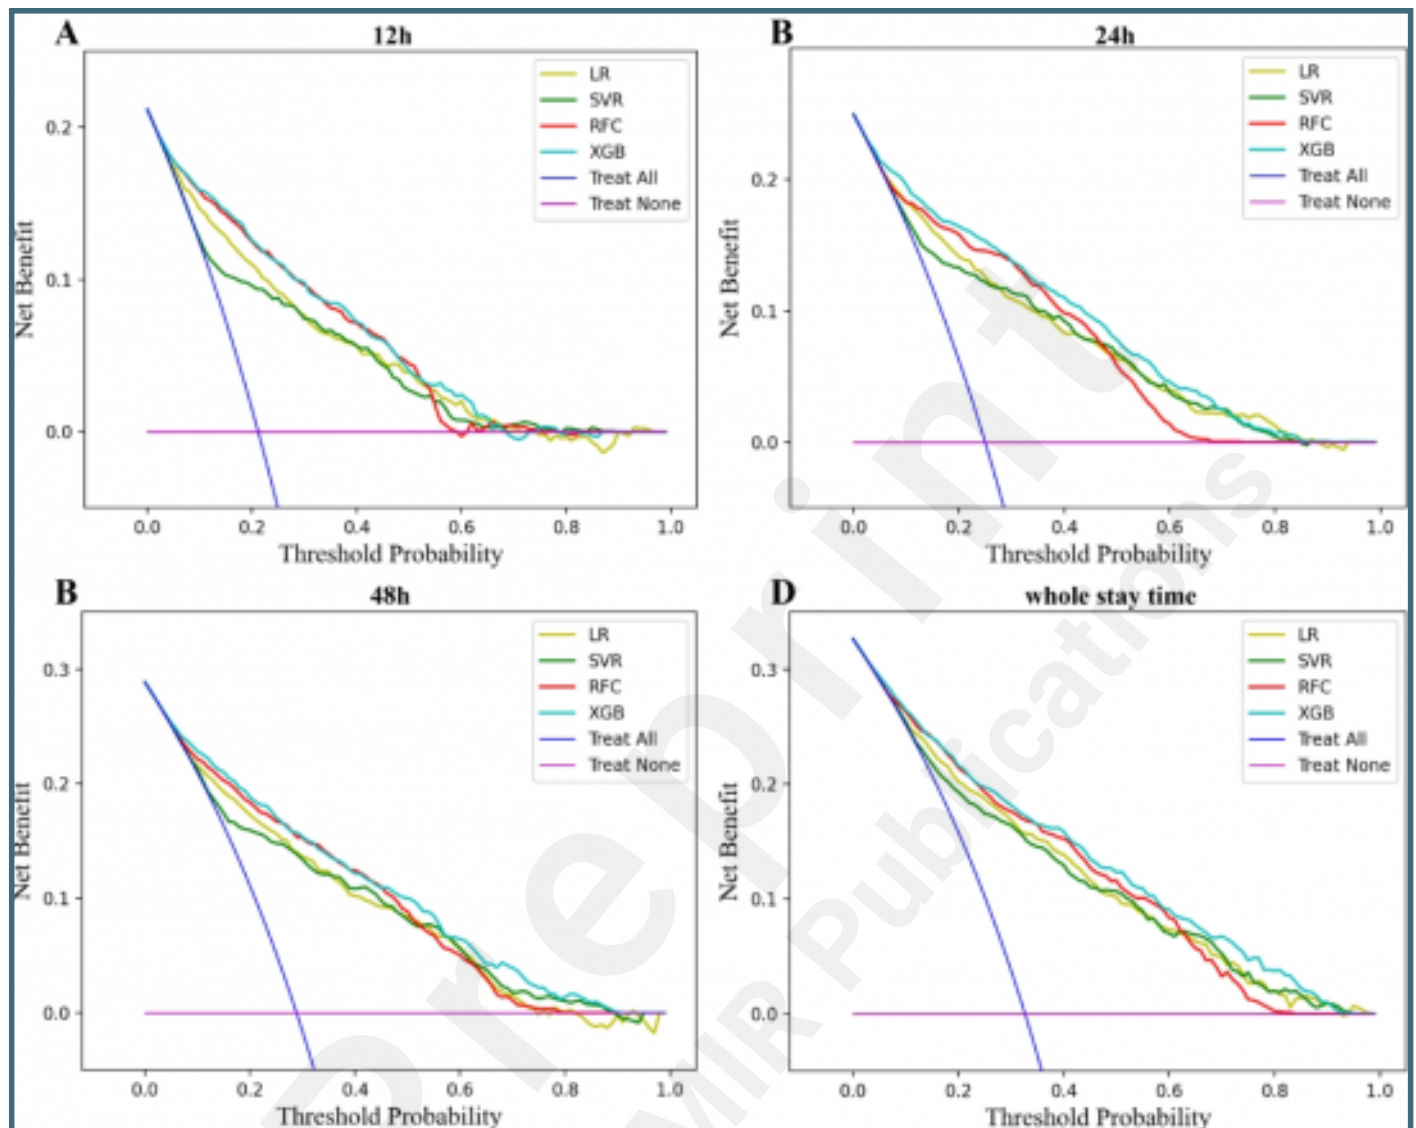 A
12h
LR
SVR
RFC
XGB
Treat All
Treat None
0.2
0.1
0.0
Net Benefit
0.0 0.2 0.4 0.6 0.8 1.0
Threshold Probability
B
24h
LR
SVR
RFC
XGB
Treat All
Treat None
0.2
0.1
0.0
Net Benefit
0.0 0.2 0.4 0.6 0.8 1.0
Threshold Probability
B
48h
LR
SVR
RFC
XGB
Treat All
Treat None
0.3
0.2
0.1
0.0
Net Benefit
0.0 0.2 0.4 0.6 0.8 1.0
Threshold Probability
D
whole stay time
LR
SVR
RFC
XGB
Treat All
Treat None
0.3
0.2
0.1
0.0
Net Benefit
0.0 0.2 0.4 0.6 0.8 1.0
Threshold Probability
Preprint
MIR Publications